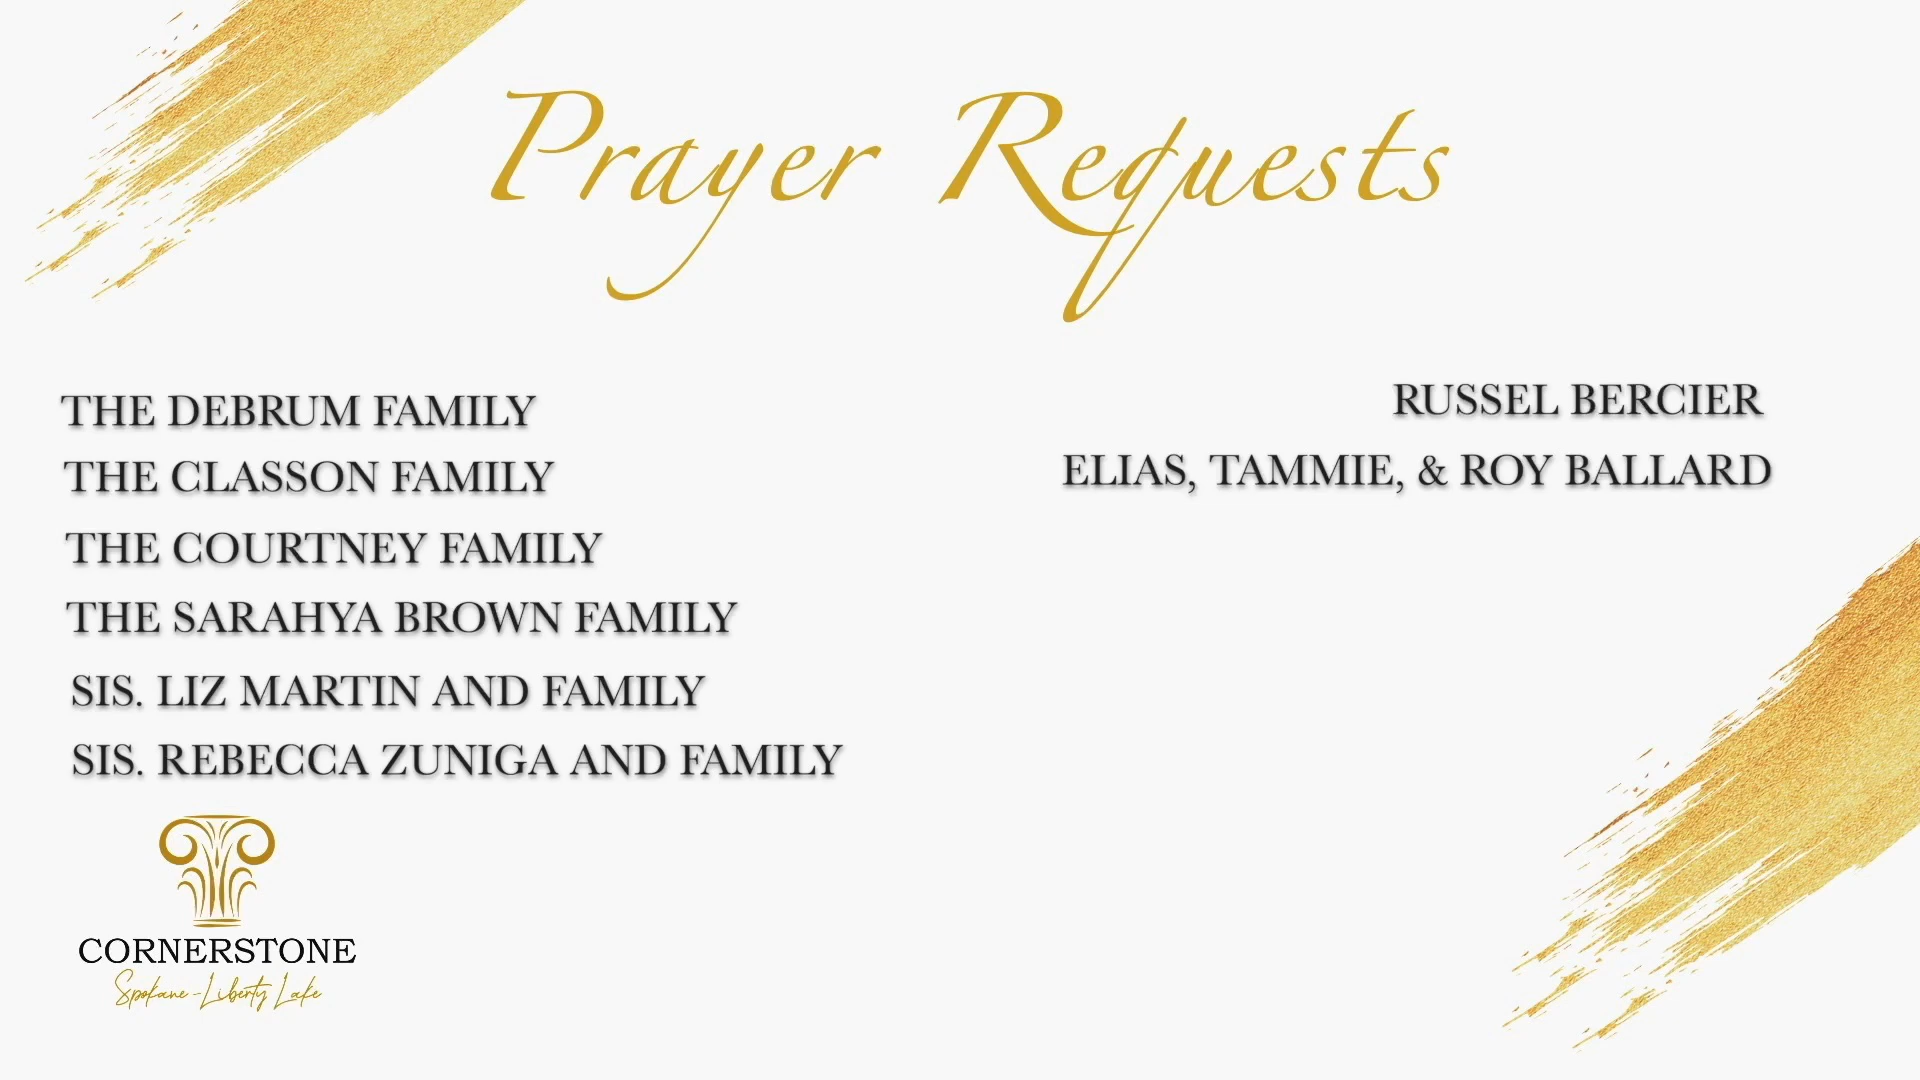 Prayer Requests
THE DEBRUM FAMILY
THE CLASSON FAMILY
THE COURTNEY FAMILY
THE SARAHYA BROWN FAMILY
SIS. LIZ MARTIN AND FAMILY
SIS. REBECCA ZUNIGA AND FAMILY
RUSSEL BERCIER
ELIAS, TAMMIE, & ROY BALLARD
CORNERSTONE
Spokane-Liberty Lake